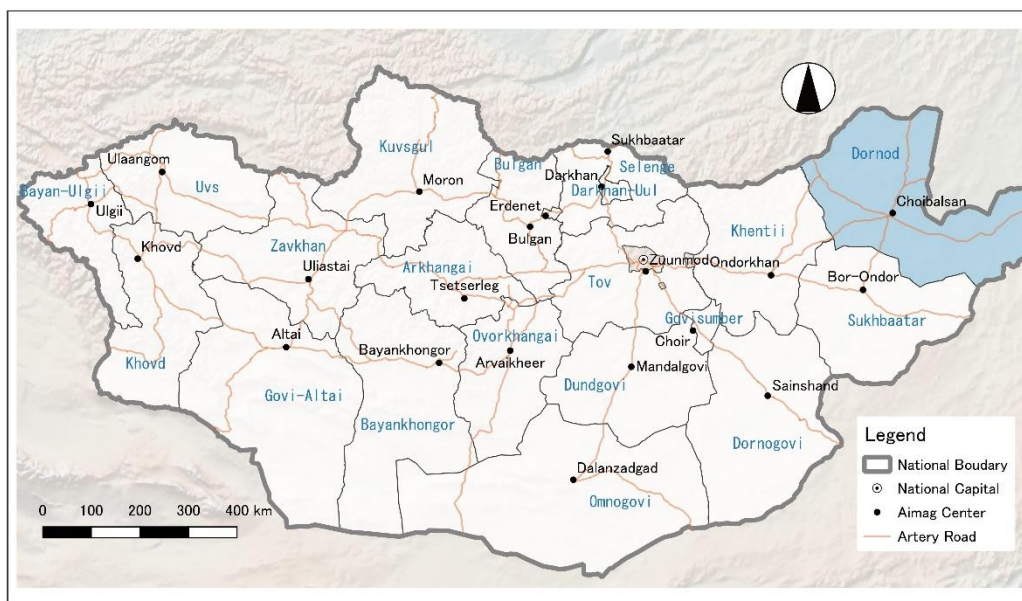 Sukhbaatar
Kuvsgul
Bulgan
Selenge
Dornod
Ulaangom
Darkhan
Bayan-Ulgii
Uvs
Moron
Darkhan-Uul
Ulgii
Erdenet
Choibalsan
Bulgan
Khentii
Khovd
Zavkhan
Arkhangai
Zuunmod
Ondorkhan
Uliastai
Tov
Bor-Ondor
Tsetserleg
Govisumber
Sukhbaatar
Altai
Ovorkhangai
Choir
Bayankhongor
Arvaikheer
Khovd
Mandalgovi
Dundgovi
Govi-Altai
Sainshand
Bayankhongor
Dornogovi
Legend
National Boudary
Dalanzadgad
National Capital
Omnogovi
0 100 200 300 400 km
Aimag Center
Artery Road